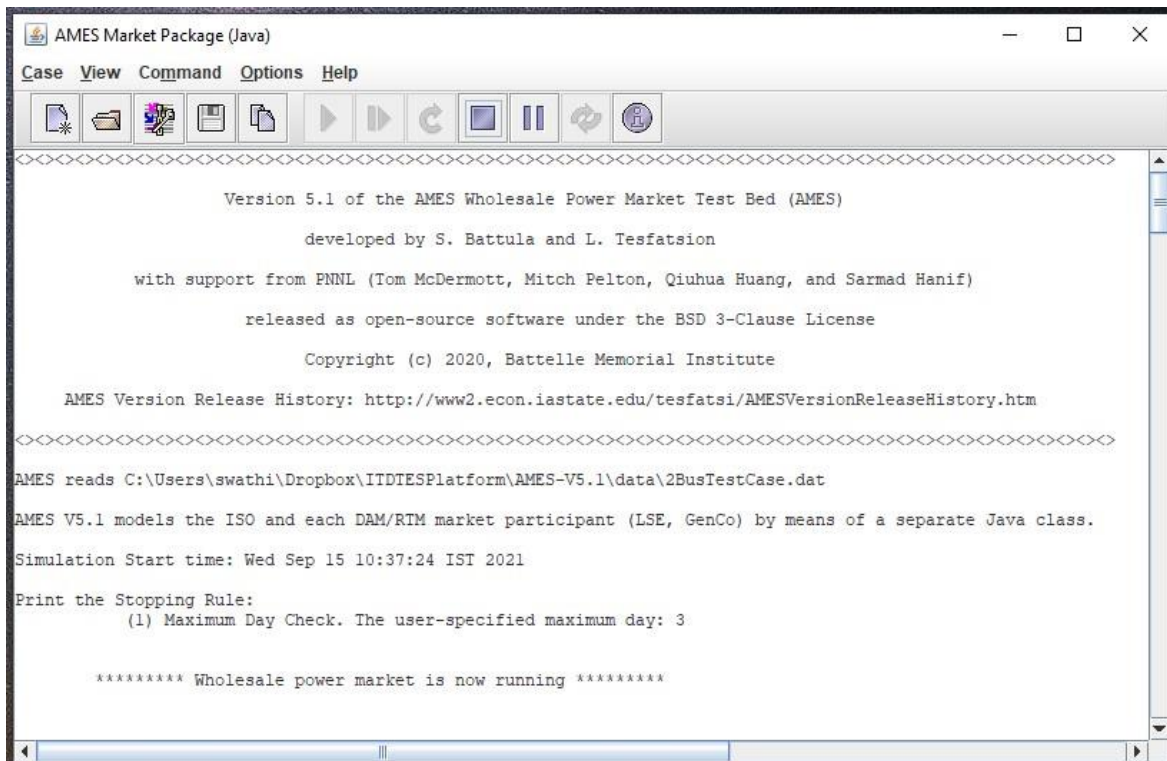 AMES Market Package (Java)
Case View Command Options Help
<><><><><><><><><><><><><><><><><><><><><><><><><><><><><><><><><><><><><><><><><><><><><><><><><><><><><><><>
Version 5.1 of the AMES Wholesale Power Market Test Bed (AMES)
developed by S. Battula and L. Tesfatsion
with support from PNNL (Tom McDermott, Mitch Pelton, Qiuhua Huang, and Sarmad Hanif)
released as open-source software under the BSD 3-Clause License
Copyright (c) 2020, Battelle Memorial Institute
AMES Version Release History: http://www2.econ.iastate.edu/tesfatsi/AMESVersionReleaseHistory.htm
<><><><><><><><><><><><><><><><><><><><><><><><><><><><><><><><><><><><><><><><><><><><><><><><><><><><><><><>
AMES reads C:\Users\swathi\Dropbox\ITDTESPlatform\AMES-V5.1\data\2BusTestCase.dat
AMES V5.1 models the ISO and each DAM/RTM market participant (LSE, GenCo) by means of a separate Java class.
Simulation Start time: Wed Sep 15 10:37:24 IST 2021
Print the Stopping Rule:
(1) Maximum Day Check. The user-specified maximum day: 3
********* Wholesale power market is now running *********